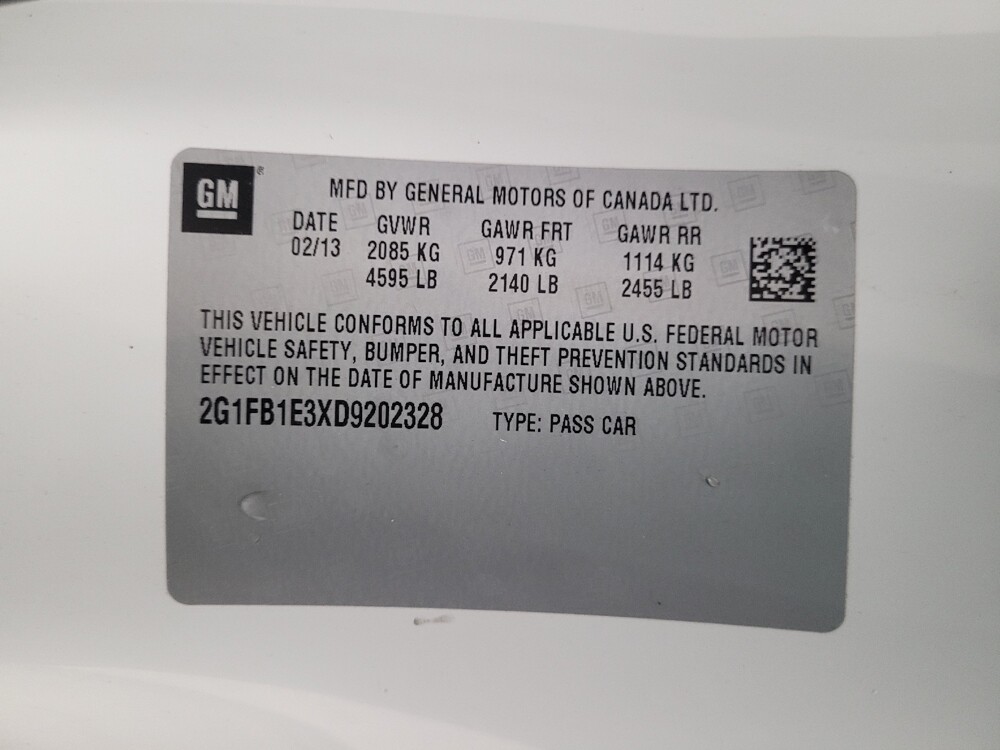 GM®
MFD BY GENERAL MOTORS OF CANADA LTD.
DATE GVWR GAWR FRT GAWR RR
02/13 2085 KG 971 KG 1114 KG
4595 LB 2140 LB 2455 LB
THIS VEHICLE CONFORMS TO ALL APPLICABLE U.S. FEDERAL MOTOR
VEHICLE SAFETY, BUMPER, AND THEFT PREVENTION STANDARDS IN
EFFECT ON THE DATE OF MANUFACTURE SHOWN ABOVE.
2G1FB1E3XD9202328 TYPE: PASS CAR